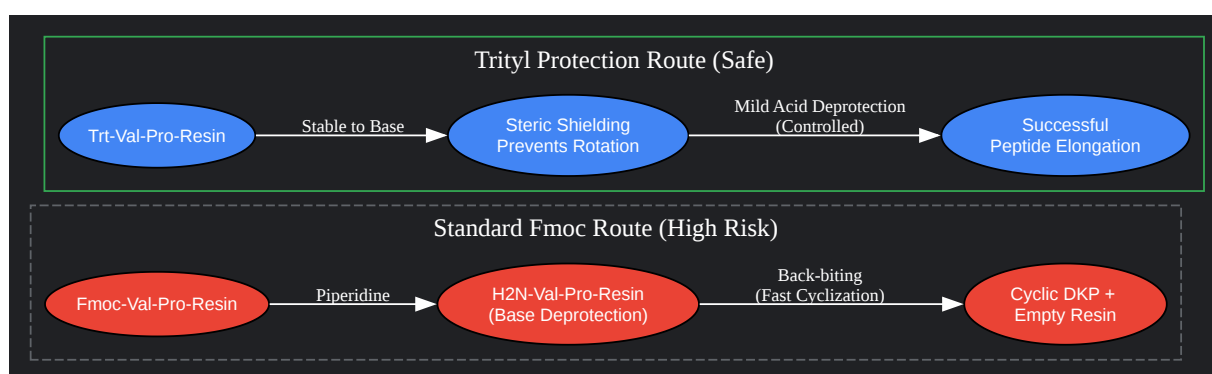 Trityl Protection Route (Safe)
Trt-Val-Pro-Resin
Stable to Base
Steric Shielding
Prevents Rotation
Mild Acid Deprotection
(Controlled)
Successful
Peptide Elongation
Standard Fmoc Route (High Risk)
Fmoc-Val-Pro-Resin
Piperidine
H2N-Val-Pro-Resin
(Base Deprotection)
Back-biting
(Fast Cyclization)
Cyclic DKP +
Empty Resin